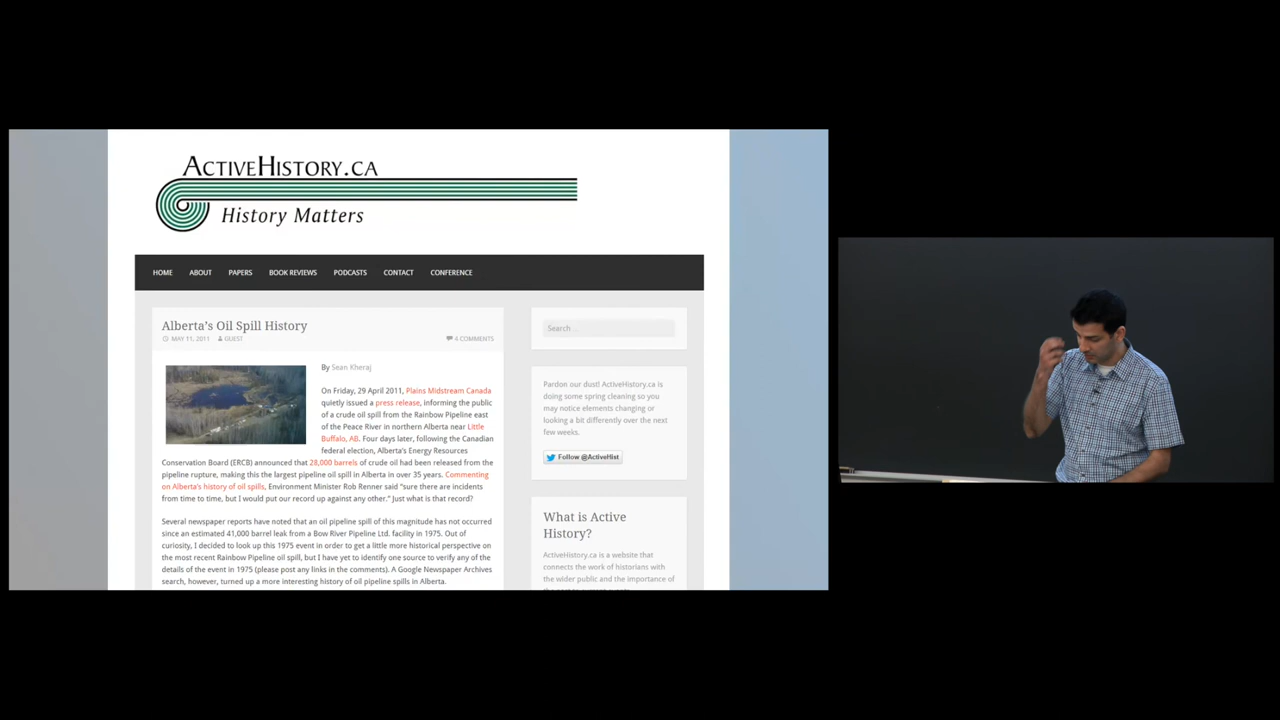 ACTIVEHISTORY.CA
History Matters
HOME ABOUT PAPERS BOOK REVIEWS PODCASTS CONTACT CONFERENCE
Alberta's Oil Spill History
MAY 11, 2011 GUEST 4 COMMENTS
By Sean Kheraj
On Friday, 29 April 2011, Plains Midstream Canada
quietly issued a press release, informing the public
of a crude oil spill from the Rainbow Pipeline east
of the Peace River in northern Alberta near Little
Buffalo, AB. Four days later, following the Canadian
federal election, Alberta's Energy Resources
Conservation Board (ERCB) announced that 28,000 barrels of crude oil had been released from the
pipeline rupture, making this the largest pipeline oil spill in Alberta in over 35 years. Commenting
on Alberta's history of oil spills, Environment Minister Rob Renner said "sure there are incidents
from time to time, but I would put our record up against any other." Just what is that record?
Several newspaper reports have noted that an oil pipeline spill of this magnitude has not occurred
since an estimated 41,000 barrel leak from a Bow River Pipeline Ltd. facility in 1975. Out of
curiosity, I decided to look up this 1975 event in order to get a little more historical perspective on
the most recent Rainbow Pipeline oil spill, but I have yet to identify one source to verify any of the
details of the event in 1975 (please post any links in the comments). A Google Newspaper Archives
search, however, turned up a more interesting history of oil pipeline spills in Alberta.
Search ...
Pardon our dust! ActiveHistory.ca is
doing some spring cleaning so you
may notice elements changing or
looking a bit differently over the next
few weeks.
Follow @ActiveHist
What is Active
History?
ActiveHistory.ca is a website that
connects the work of historians with
the wider public and the importance of